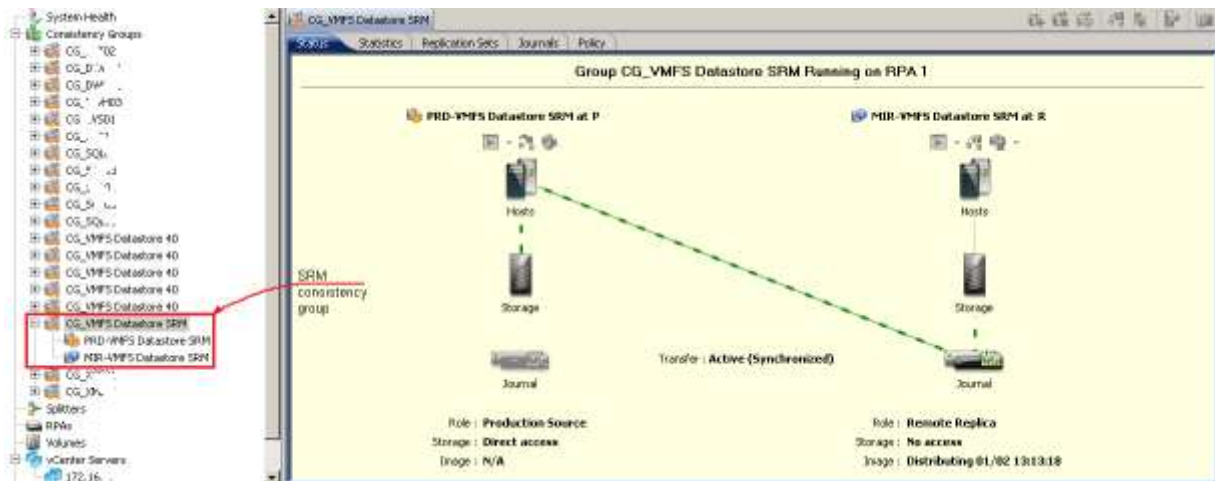 System Health
Consistency Groups
CG_VMFS Datastore 40
CG_VMFS Datastore 40
CG_VMFS Datastore 40
CG_VMFS Datastore 40
CG_VMFS Datastore 40
CG_VMFS Datastore SRM
PRD-VMFS Datastore SRM
MIR-VMFS Datastore SRM
Splitters
RPAs
Volumes
vCenter Servers
172.16.
CG_VMFS Datastore SRM
Status Statistics Replication Sets Journals Policy
Group CG_VMFS Datastore SRM Running on RPA 1
PRD-VMFS Datastore SRM at P
MIR-VMFS Datastore SRM at R
Hosts
Hosts
SRM
consistency
group
Storage
Storage
Transfer : Active (Synchronized)
Journal
Journal
Role : Production Source
Storage : Direct access
Image : N/A
Role : Remote Replica
Storage : No access
Image : Distributing 01/02 13:13:18